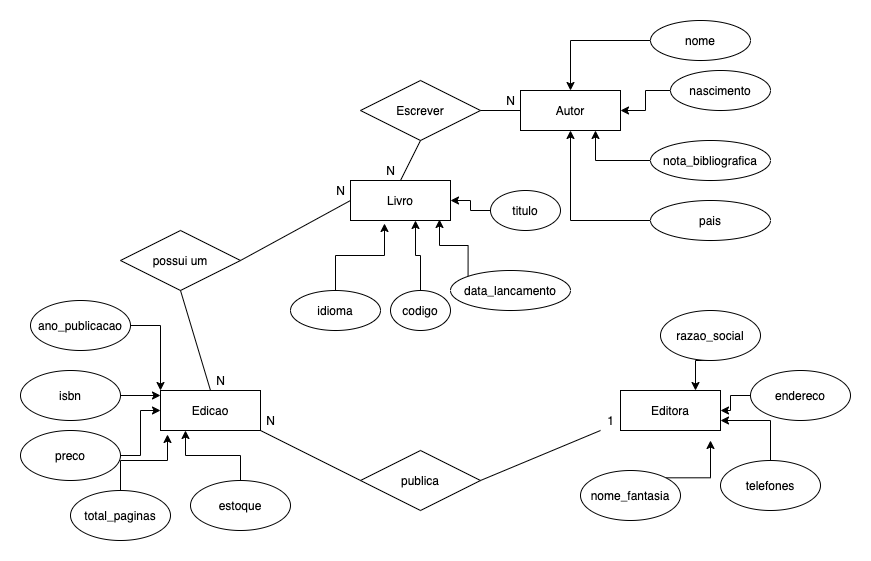 nome
nascimento
N
Autor
Escrever
nota_bibliografica
N
N
Livro
titulo
pais
possui um
idioma
codigo
data_lancamento
ano_publicacao
razao_social
N
isbn
endereco
Edicao
N
1
Editora
preco
publica
telefones
nome_fantasia
total_paginas
estoque